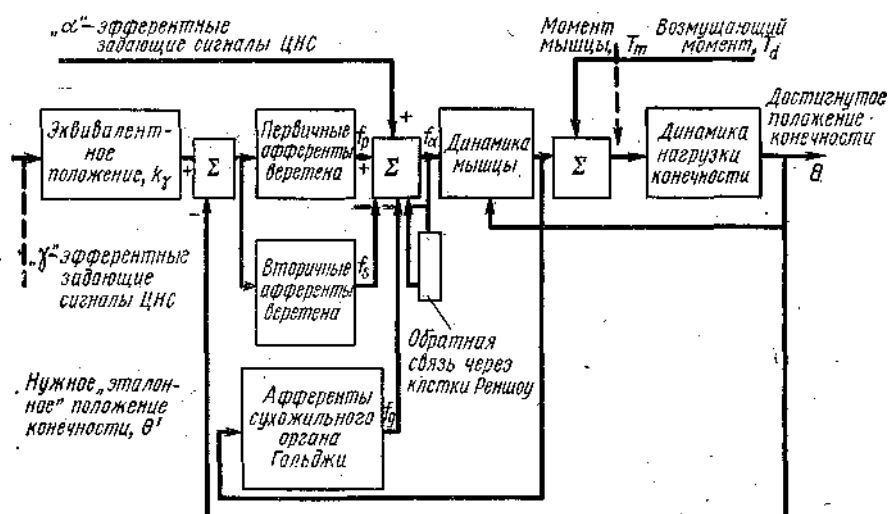 „α"-эфферентные
задающие сигналы ЦНС
Момент
мышцы,
Tm
Возмущающий
момент, Td
Достигнутое
положение
конечности
θ
Эквивалент-
ное
положение, kγ
+
Σ
−
Первичные
афференты
веретена
fp
+
+
Σ
−
−
fα
Динамика
мышцы
Σ
Динамика
нагрузки
конечности
„γ"-эфферентные
задающие
сигналы ЦНС
Вторичные
афференты
веретена
fs
Обратная
связь через
клетки Реншоу
Нужное „эталон-
ное" положение
конечности, θ'
Афференты
сухожильного
органа
Гольджи
fg